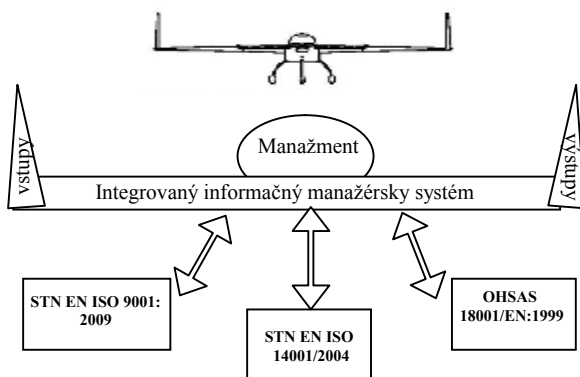 vstupy
Manažment
výstupy
Integrovaný informačný manažérsky systém
STN EN ISO 9001:
2009
STN EN ISO
14001/2004
OHSAS
18001/EN:1999